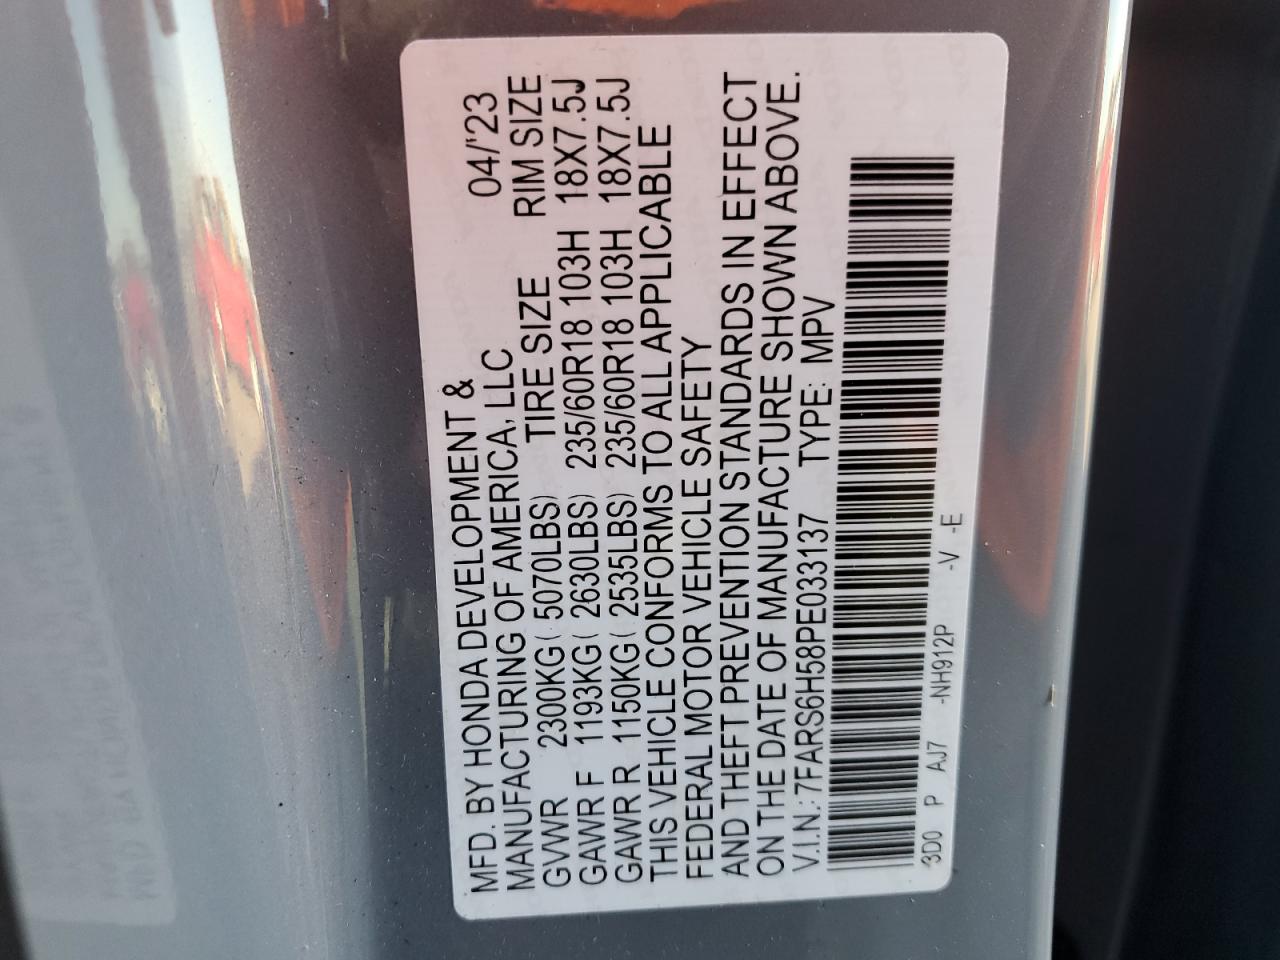 MFD. BY HONDA DEVELOPMENT &
MANUFACTURING OF AMERICA, LLC 04/'23
TIRE SIZE RIM SIZE
GVWR 2300KG ( 5070LBS)
GAWR F 1193KG ( 2630LBS) 235/60R18 103H 18X7.5J
GAWR R 1150KG ( 2535LBS) 235/60R18 103H 18X7.5J
THIS VEHICLE CONFORMS TO ALL APPLICABLE
FEDERAL MOTOR VEHICLE SAFETY
AND THEFT PREVENTION STANDARDS IN EFFECT
ON THE DATE OF MANUFACTURE SHOWN ABOVE.
V.I.N.: 7FARS6H58PE033137 TYPE: MPV
3D0 P AJ7 -NH912P -V -E